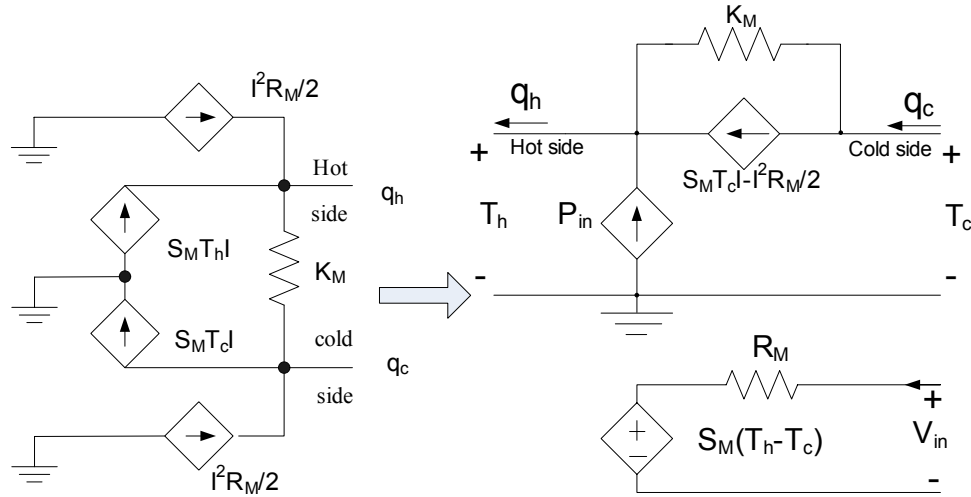 I²R_M/2
Hot
side
q_h
S_MT_hI
K_M
S_MT_cI
cold
side
q_c
I²R_M/2
K_M
q_h
q_c
Hot side
Cold side
+
+
S_MT_cI-I²R_M/2
T_h
P_in
T_c
-
-
R_M
+
+
−
S_M(T_h-T_c)
V_in
-